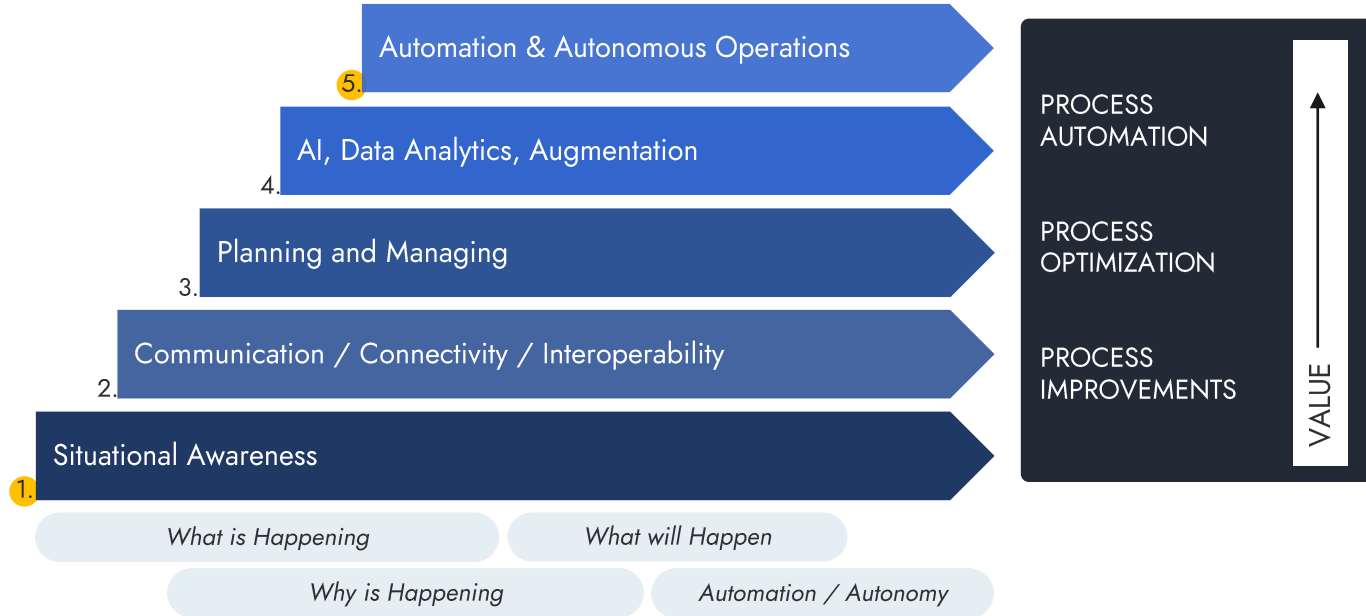 Automation & Autonomous Operations
5.
AI, Data Analytics, Augmentation
4.
Planning and Managing
3.
Communication / Connectivity / Interoperability
2.
Situational Awareness
1.
What is Happening
What will Happen
Why is Happening
Automation / Autonomy
PROCESS
AUTOMATION
PROCESS
OPTIMIZATION
PROCESS
IMPROVEMENTS
VALUE